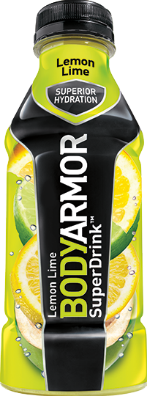 Lemon
Lime
SUPERIOR
HYDRATION
Lemon Lime
BODYARMOR
SuperDrink™